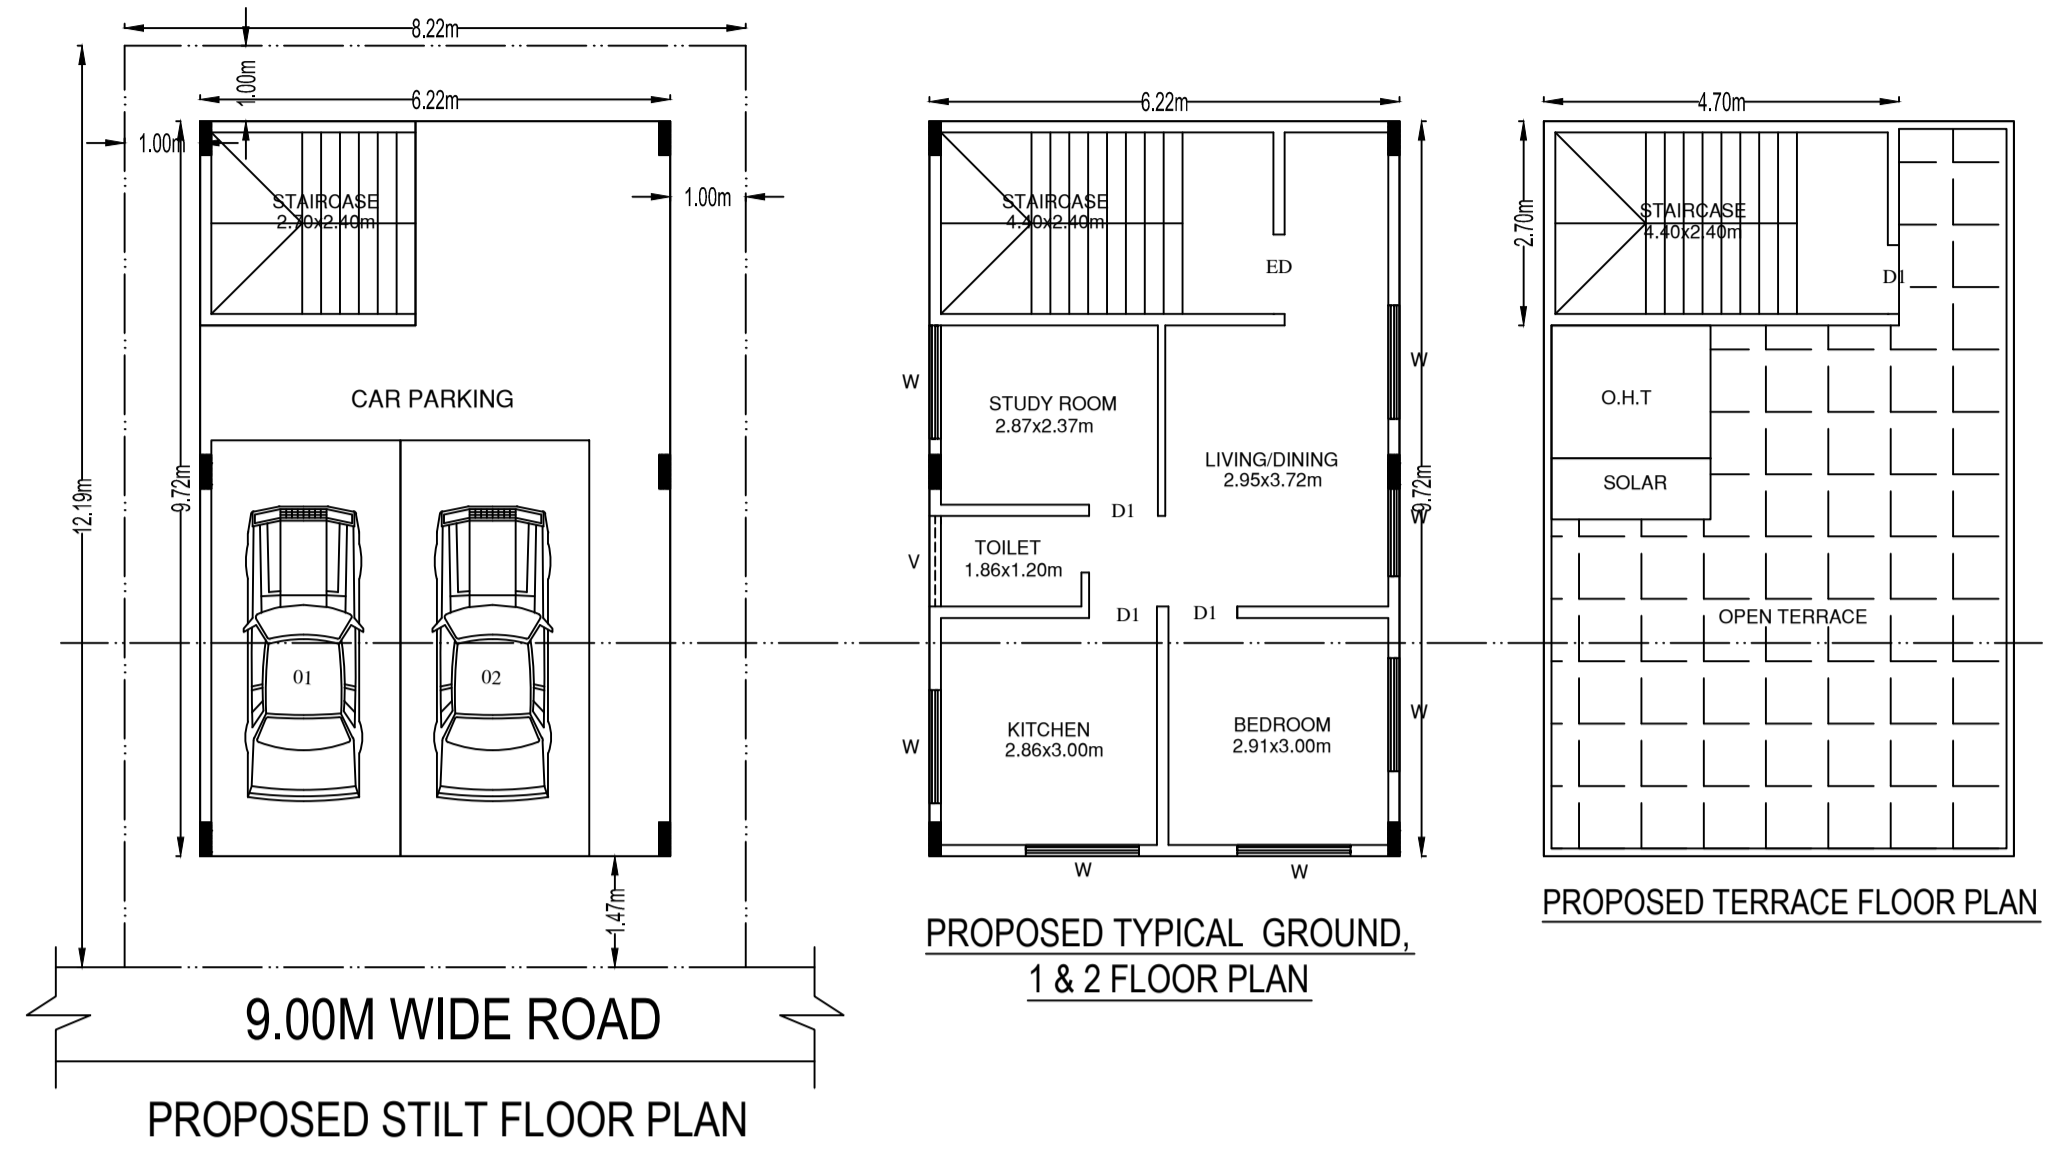 8.22m
1.00m
6.22m
1.00m
1.00m
STAIRCASE
2.70x2.40m
CAR PARKING
12.19m
9.72m
01
02
1.47m
9.00M WIDE ROAD
PROPOSED STILT FLOOR PLAN
6.22m
STAIRCASE
4.40x2.40m
ED
W
W
STUDY ROOM
2.87x2.37m
LIVING/DINING
2.95x3.72m
9.72m
W
D1
V
TOILET
1.86x1.20m
D1
D1
W
KITCHEN
2.86x3.00m
BEDROOM
2.91x3.00m
W
W
W
PROPOSED TYPICAL GROUND,
1 & 2 FLOOR PLAN
4.70m
2.70m
STAIRCASE
4.40x2.40m
D1
O.H.T
SOLAR
OPEN TERRACE
PROPOSED TERRACE FLOOR PLAN